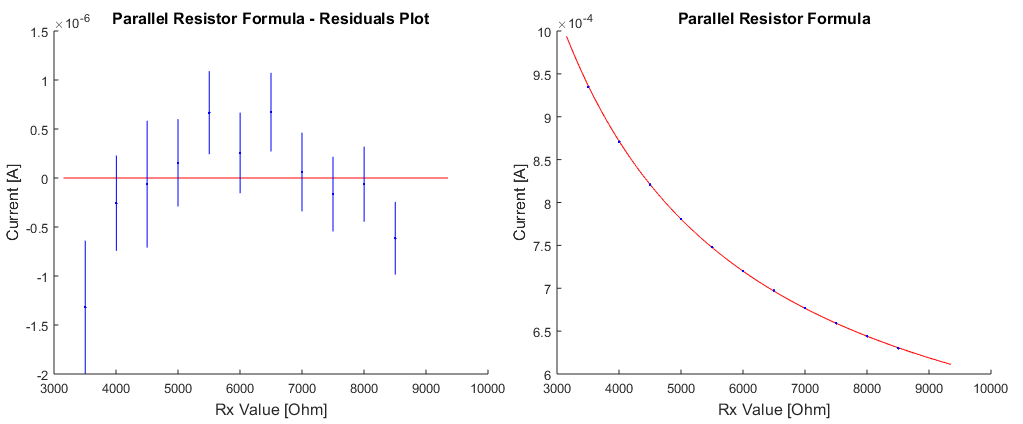 Parallel Resistor Formula - Residuals Plot
×10⁻⁶
1.5
1
0.5
0
-0.5
-1
-1.5
-2
3000 4000 5000 6000 7000 8000 9000 10000
Current [A]
Rx Value [Ohm]
Parallel Resistor Formula
×10⁻⁴
10
9.5
9
8.5
8
7.5
7
6.5
6
3000 4000 5000 6000 7000 8000 9000 10000
Current [A]
Rx Value [Ohm]